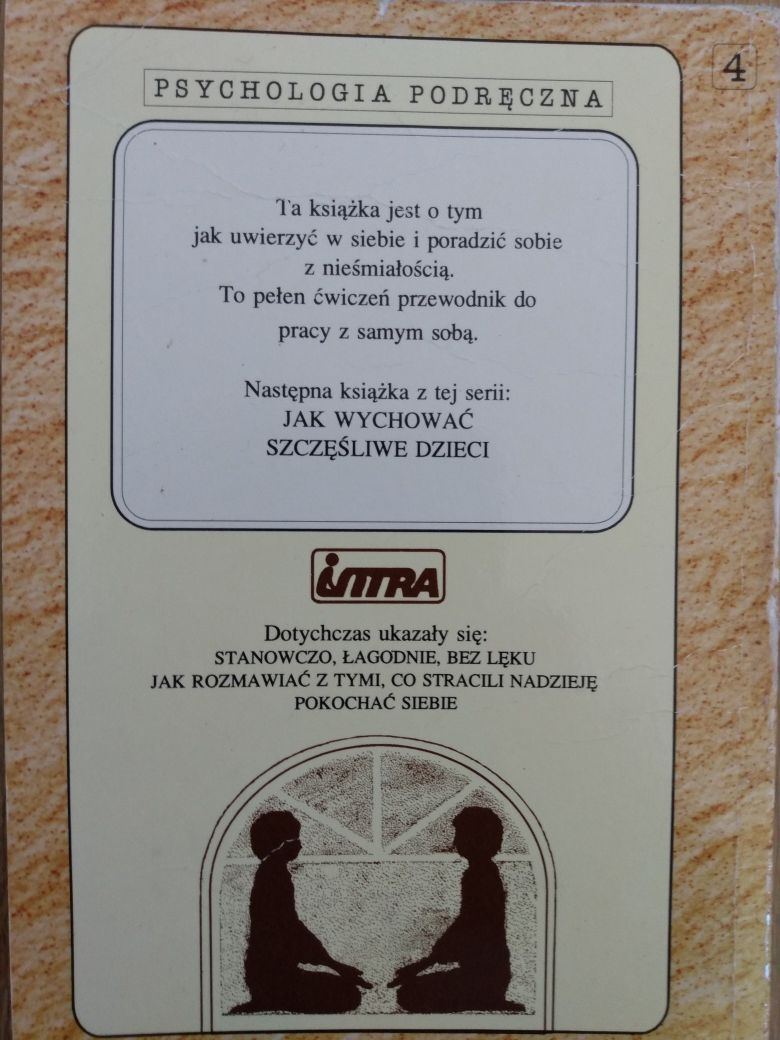 4
PSYCHOLOGIA PODRĘCZNA
Ta książka jest o tym
jak uwierzyć w siebie i poradzić sobie
z nieśmiałością.
To pełen ćwiczeń przewodnik do
pracy z samym sobą.
Następna książka z tej serii:
JAK WYCHOWAĆ
SZCZĘŚLIWE DZIECI
INTRA
Dotychczas ukazały się:
STANOWCZO, ŁAGODNIE, BEZ LĘKU
JAK ROZMAWIAĆ Z TYMI, CO STRACILI NADZIEJĘ
POKOCHAĆ SIEBIE